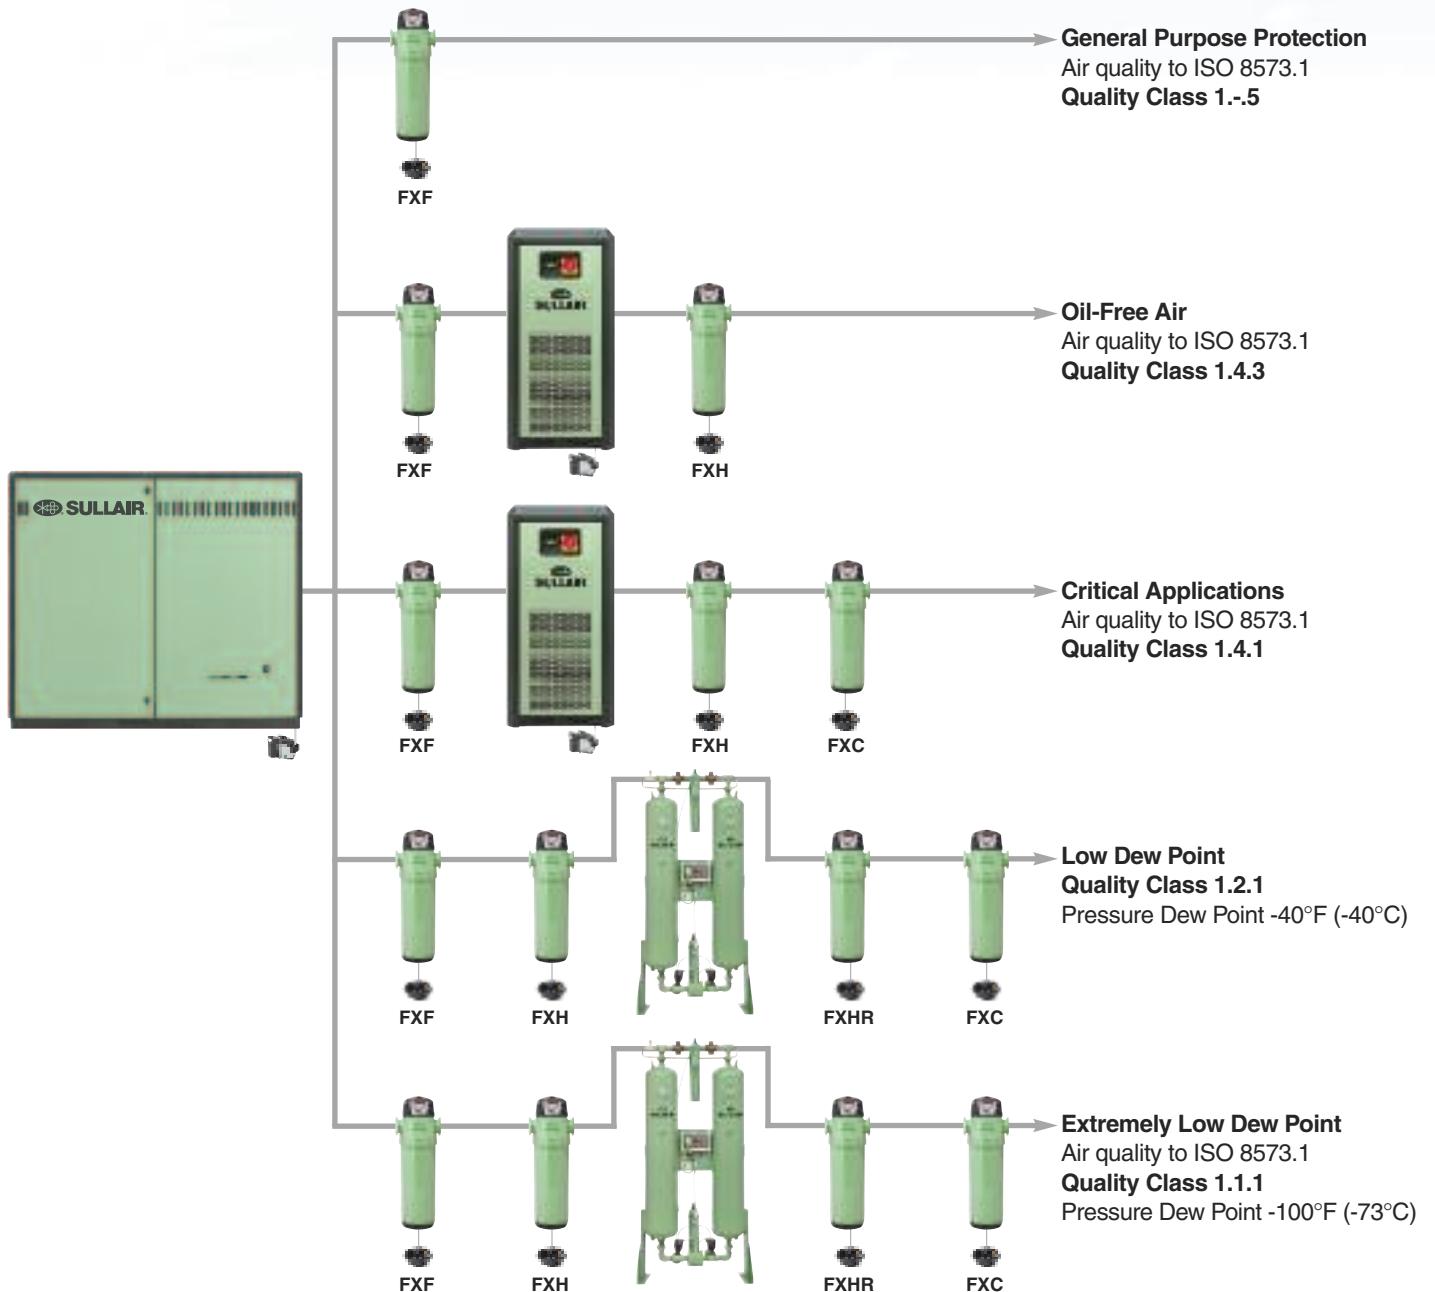 General Purpose Protection
Air quality to ISO 8573.1
Quality Class 1.-.5
FXF
SULLAIR
Oil-Free Air
Air quality to ISO 8573.1
Quality Class 1.4.3
FXF
FXH
SULLAIR
SULLAIR
Critical Applications
Air quality to ISO 8573.1
Quality Class 1.4.1
FXF
FXH
FXC
Low Dew Point
Quality Class 1.2.1
Pressure Dew Point -40°F (-40°C)
FXF
FXH
FXHR
FXC
Extremely Low Dew Point
Air quality to ISO 8573.1
Quality Class 1.1.1
Pressure Dew Point -100°F (-73°C)
FXF
FXH
FXHR
FXC